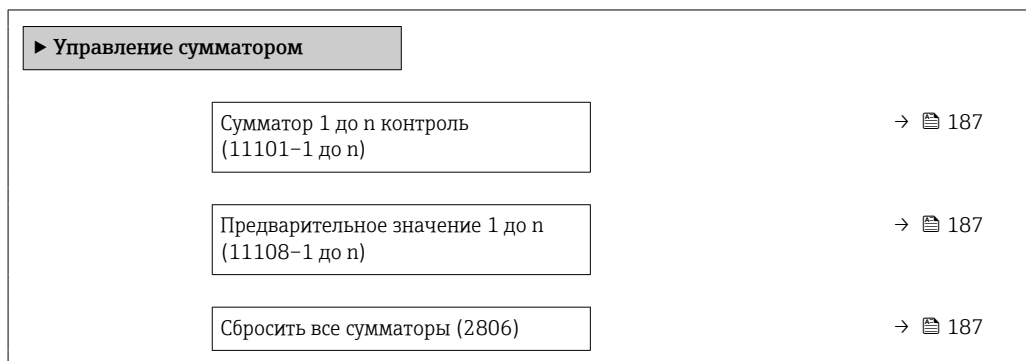 ▶ Управление сумматором
Сумматор 1 до n контроль
(11101–1 до n)
→ 187
Предварительное значение 1 до n
(11108–1 до n)
→ 187
Сбросить все сумматоры (2806)
→ 187